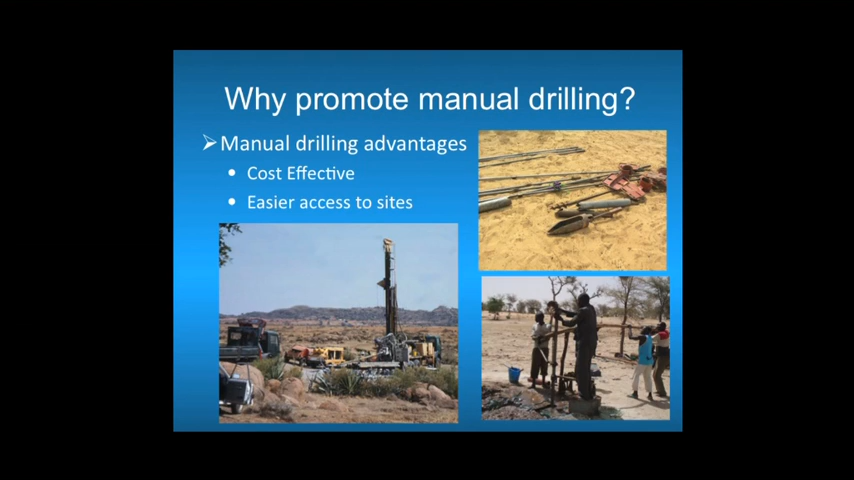 Why promote manual drilling?
➢ Manual drilling advantages
• Cost Effective
• Easier access to sites